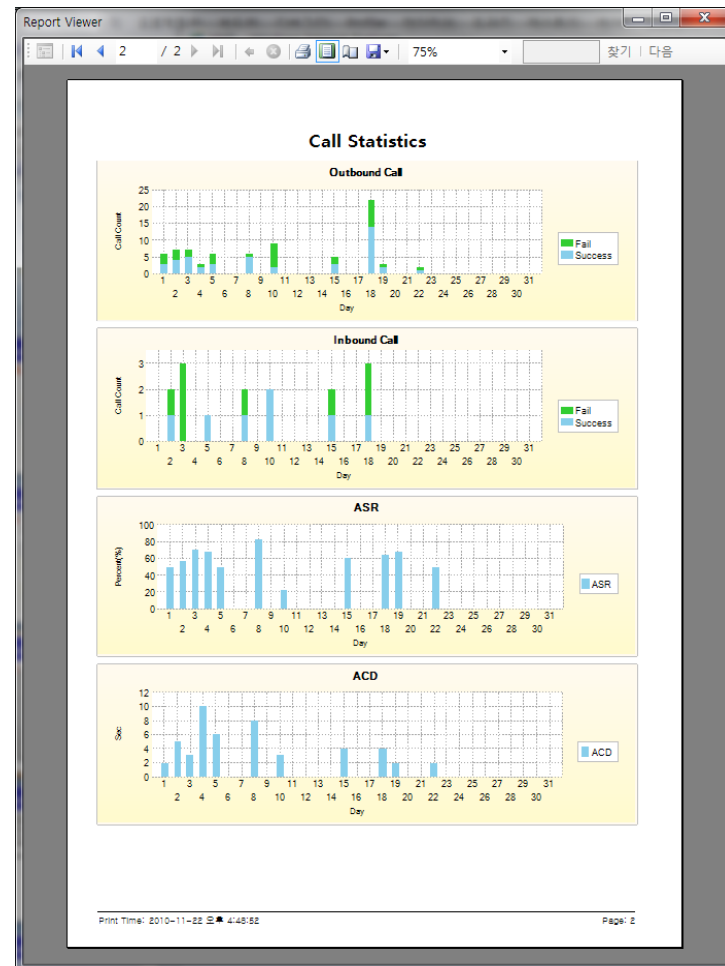 Report Viewer
2 / 2 75% 찾기 | 다음
Call Statistics
Outbound Call
Call Count
25
20
15
10
5
0
1 3 5 7 9 11 13 15 17 19 21 23 25 27 29 31
2 4 6 8 10 12 14 16 18 20 22 24 26 28 30
Day
Fail
Success
Inbound Call
Call Count
3
2
1
0
1 3 5 7 9 11 13 15 17 19 21 23 25 27 29 31
2 4 6 8 10 12 14 16 18 20 22 24 26 28 30
Day
Fail
Success
ASR
Percent(%)
100
80
60
40
20
0
1 3 5 7 9 11 13 15 17 19 21 23 25 27 29 31
2 4 6 8 10 12 14 16 18 20 22 24 26 28 30
Day
ASR
ACD
Sec
12
10
8
6
4
2
0
1 3 5 7 9 11 13 15 17 19 21 23 25 27 29 31
2 4 6 8 10 12 14 16 18 20 22 24 26 28 30
Day
ACD
Print Time: 2010-11-22 오후 4:48:52 Page: 2